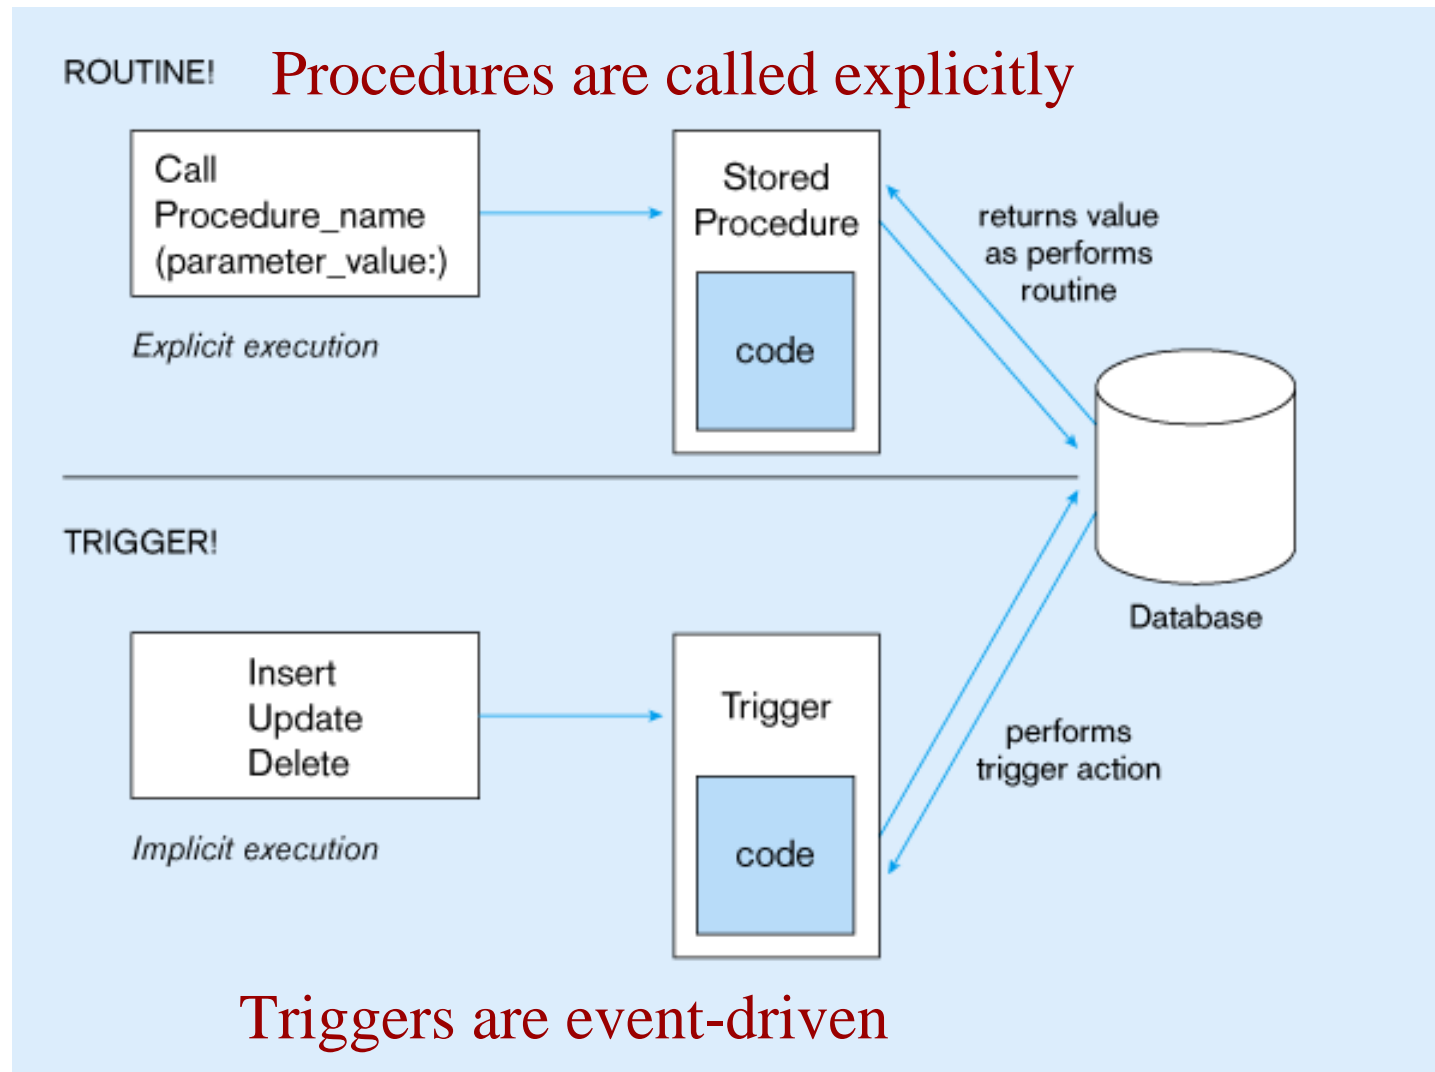 ROUTINE!
Procedures are called explicitly
Call
Procedure_name
(parameter_value:)
Explicit execution
Stored
Procedure
code
returns value
as performs
routine
Database
TRIGGER!
Insert
Update
Delete
Implicit execution
Trigger
code
performs
trigger action
Triggers are event-driven